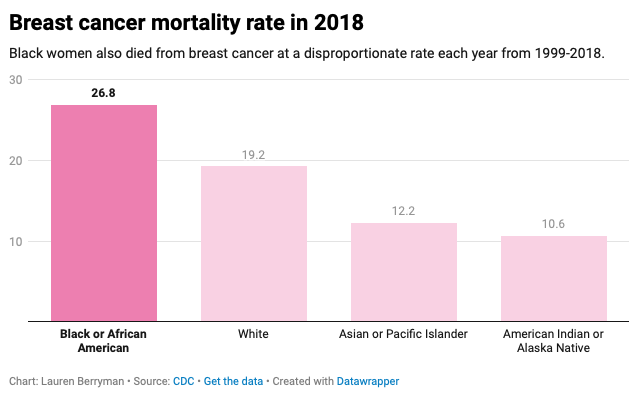 Breast cancer mortality rate in 2018
Black women also died from breast cancer at a disproportionate rate each year from 1999-2018.
30
26.8
20
19.2
12.2
10
10.6
Black or African
American
White
Asian or Pacific Islander
American Indian or
Alaska Native
Chart: Lauren Berryman • Source: CDC • Get the data • Created with Datawrapper